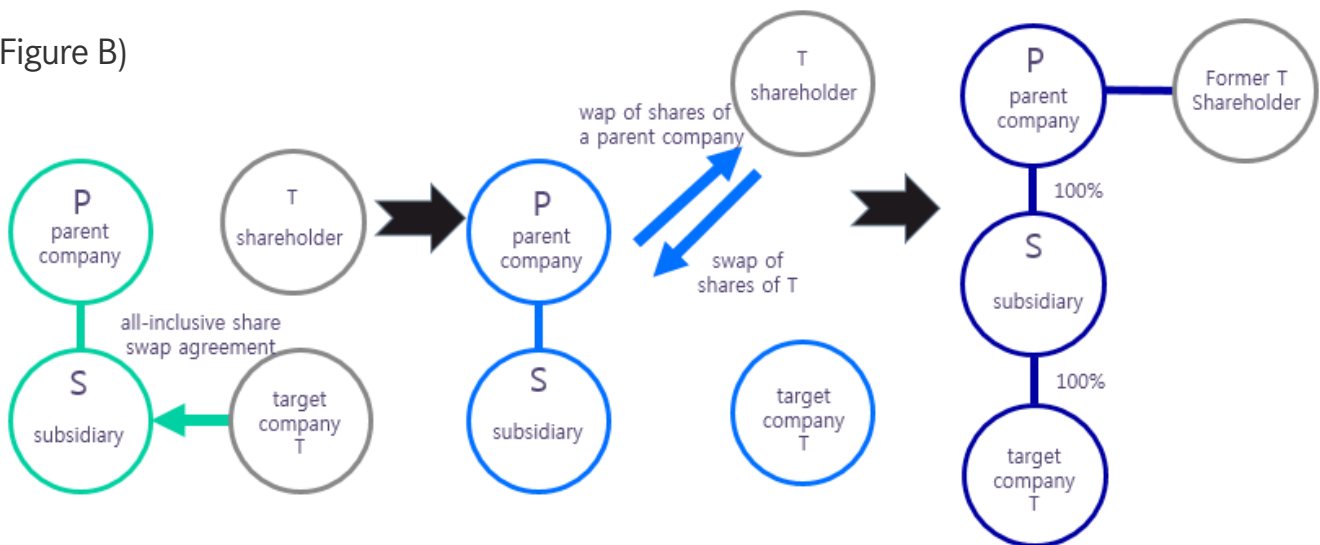 Figure B)
P
parent
company
T
shareholder
all-inclusive share
swap agreement
S
subsidiary
target
company
T
P
parent
company
S
subsidiary
wap of shares of
a parent company
T
shareholder
swap of
shares of T
target
company
T
P
parent
company
Former T
Shareholder
100%
S
subsidiary
100%
target
company
T